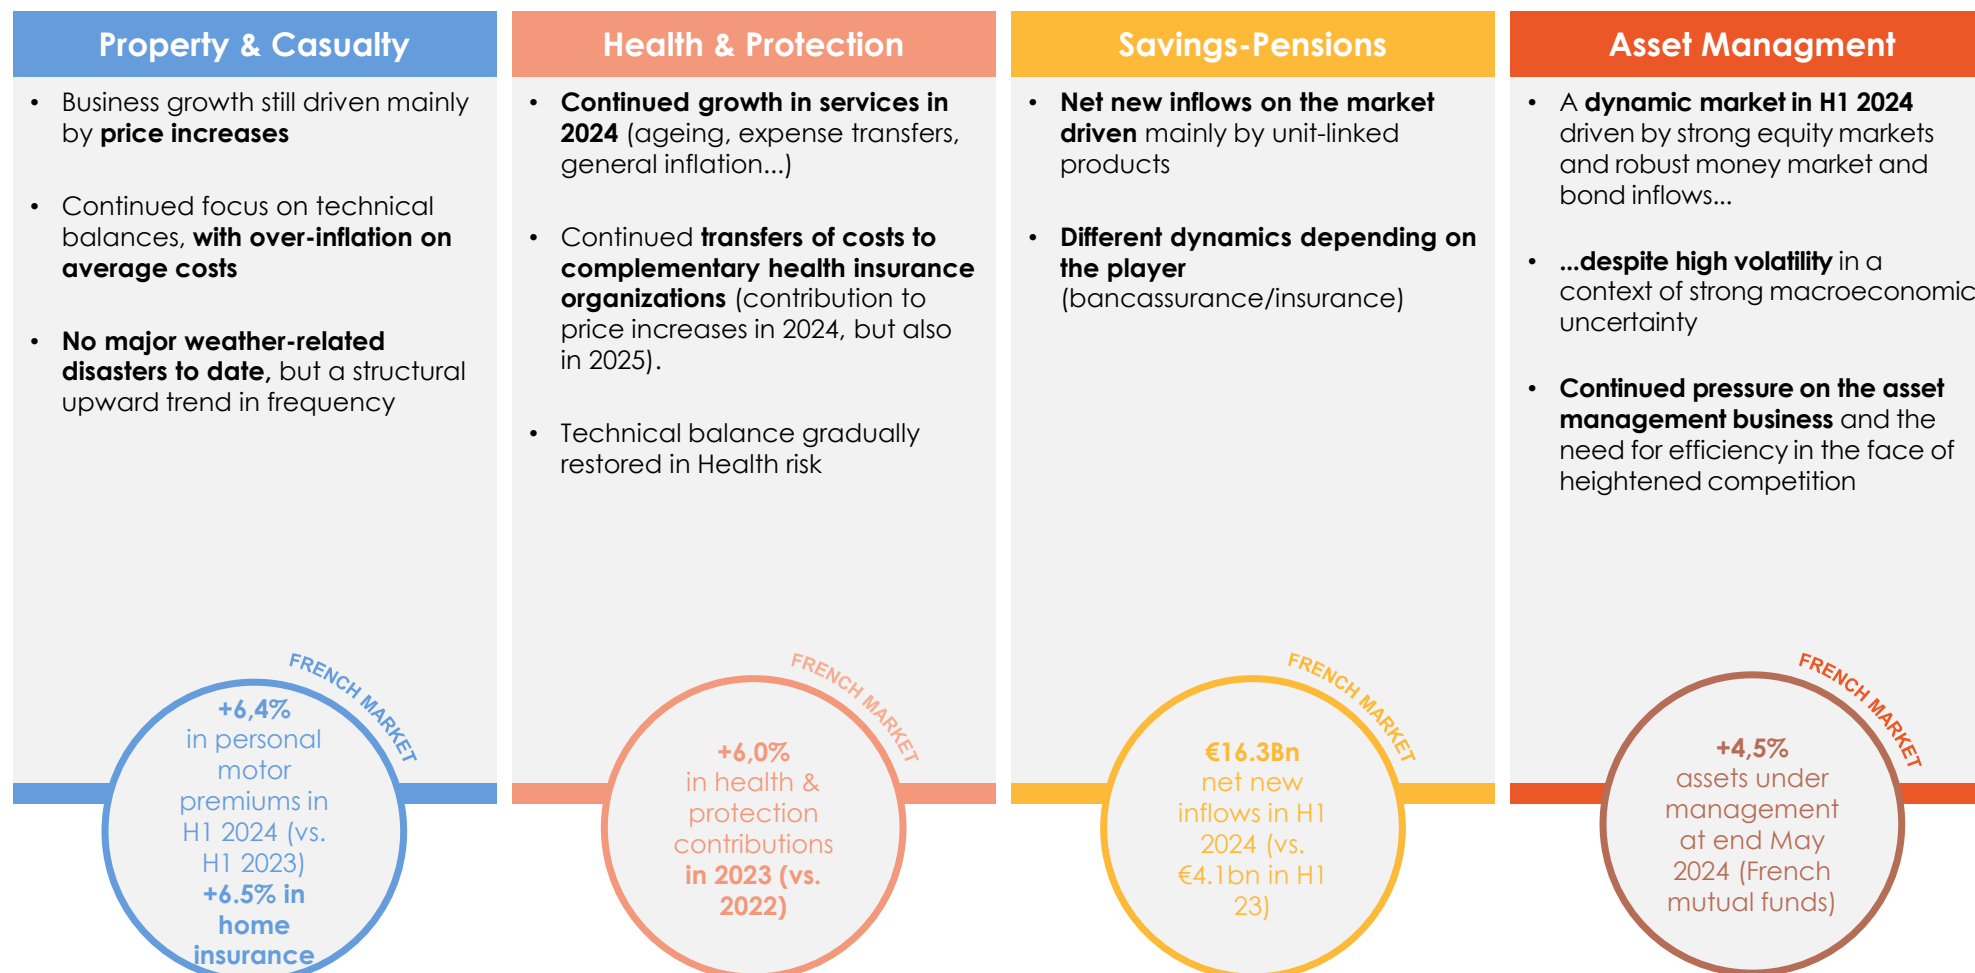 Property & Casualty
• Business growth still driven mainly
by price increases
• Continued focus on technical
balances, with over-inflation on
average costs
• No major weather-related
disasters to date, but a structural
upward trend in frequency
FRENCH MARKET
+6,4%
in personal
motor
premiums in
H1 2024 (vs.
H1 2023)
+6.5% in
home
insurance
Health & Protection
• Continued growth in services in
2024 (ageing, expense transfers,
general inflation...)
• Continued transfers of costs to
complementary health insurance
organizations (contribution to
price increases in 2024, but also
in 2025).
• Technical balance gradually
restored in Health risk
FRENCH MARKET
+6,0%
in health &
protection
contributions
in 2023 (vs.
2022)
Savings-Pensions
• Net new inflows on the market
driven mainly by unit-linked
products
• Different dynamics depending on
the player
(bancassurance/insurance)
FRENCH MARKET
€16.3Bn
net new
inflows in H1
2024 (vs.
€4.1bn in H1
23)
Asset Managment
• A dynamic market in H1 2024
driven by strong equity markets
and robust money market and
bond inflows...
• ...despite high volatility in a
context of strong macroeconomic
uncertainty
• Continued pressure on the asset
management business and the
need for efficiency in the face of
heightened competition
FRENCH MARKET
+4,5%
assets under
management
at end May
2024 (French
mutual funds)